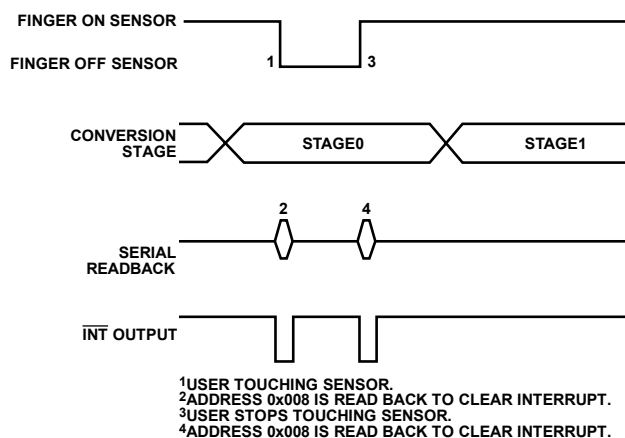 FINGER ON SENSOR
FINGER OFF SENSOR
1
3
CONVERSION
STAGE
STAGE0
STAGE1
2
4
SERIAL
READBACK
INT OUTPUT
1USER TOUCHING SENSOR.
2ADDRESS 0x008 IS READ BACK TO CLEAR INTERRUPT.
3USER STOPS TOUCHING SENSOR.
4ADDRESS 0x008 IS READ BACK TO CLEAR INTERRUPT.